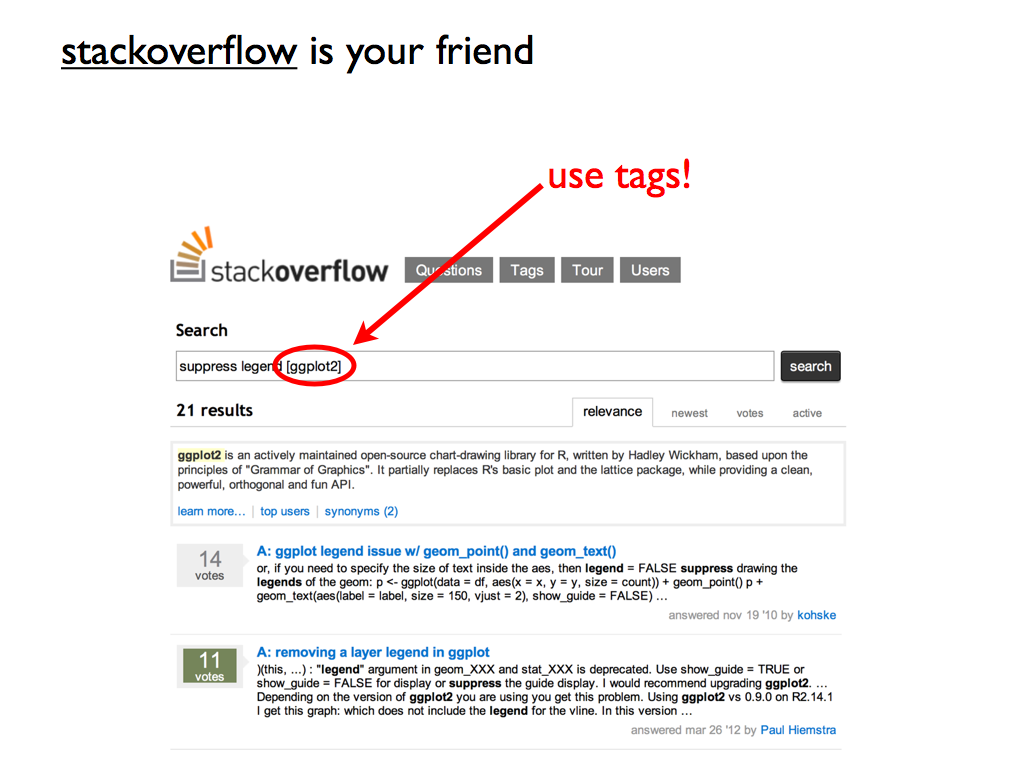 stackoverflow is your friend
use tags!
stackoverflow Questions Tags Tour Users
Search
suppress legend [ggplot2] search
21 results relevance newest votes active
ggplot2 is an actively maintained open-source chart-drawing library for R, written by Hadley Wickham, based upon the
principles of "Grammar of Graphics". It partially replaces R's basic plot and the lattice package, while providing a clean,
powerful, orthogonal and fun API.
learn more... | top users | synonyms (2)
14
votes
A: ggplot legend issue w/ geom_point() and geom_text()
or, if you need to specify the size of text inside the aes, then legend = FALSE suppress drawing the
legends of the geom: p <- ggplot(data = df, aes(x = x, y = y, size = count)) + geom_point() p +
geom_text(aes(label = label, size = 150, vjust = 2), show_guide = FALSE) ...
answered nov 19 '10 by kohske
11
votes
A: removing a layer legend in ggplot
)(this, ...) : "legend" argument in geom_XXX and stat_XXX is deprecated. Use show_guide = TRUE or
show_guide = FALSE for display or suppress the guide display. I would recommend upgrading ggplot2. ...
Depending on the version of ggplot2 you are using you get this problem. Using ggplot2 vs 0.9.0 on R2.14.1
I get this graph: which does not include the legend for the vline. In this version ...
answered mar 26 '12 by Paul Hiemstra